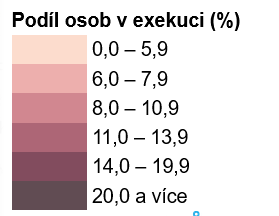 Podíl osob v exekuci (%)
0,0 – 5,9
6,0 – 7,9
8,0 – 10,9
11,0 – 13,9
14,0 – 19,9
20,0 a více